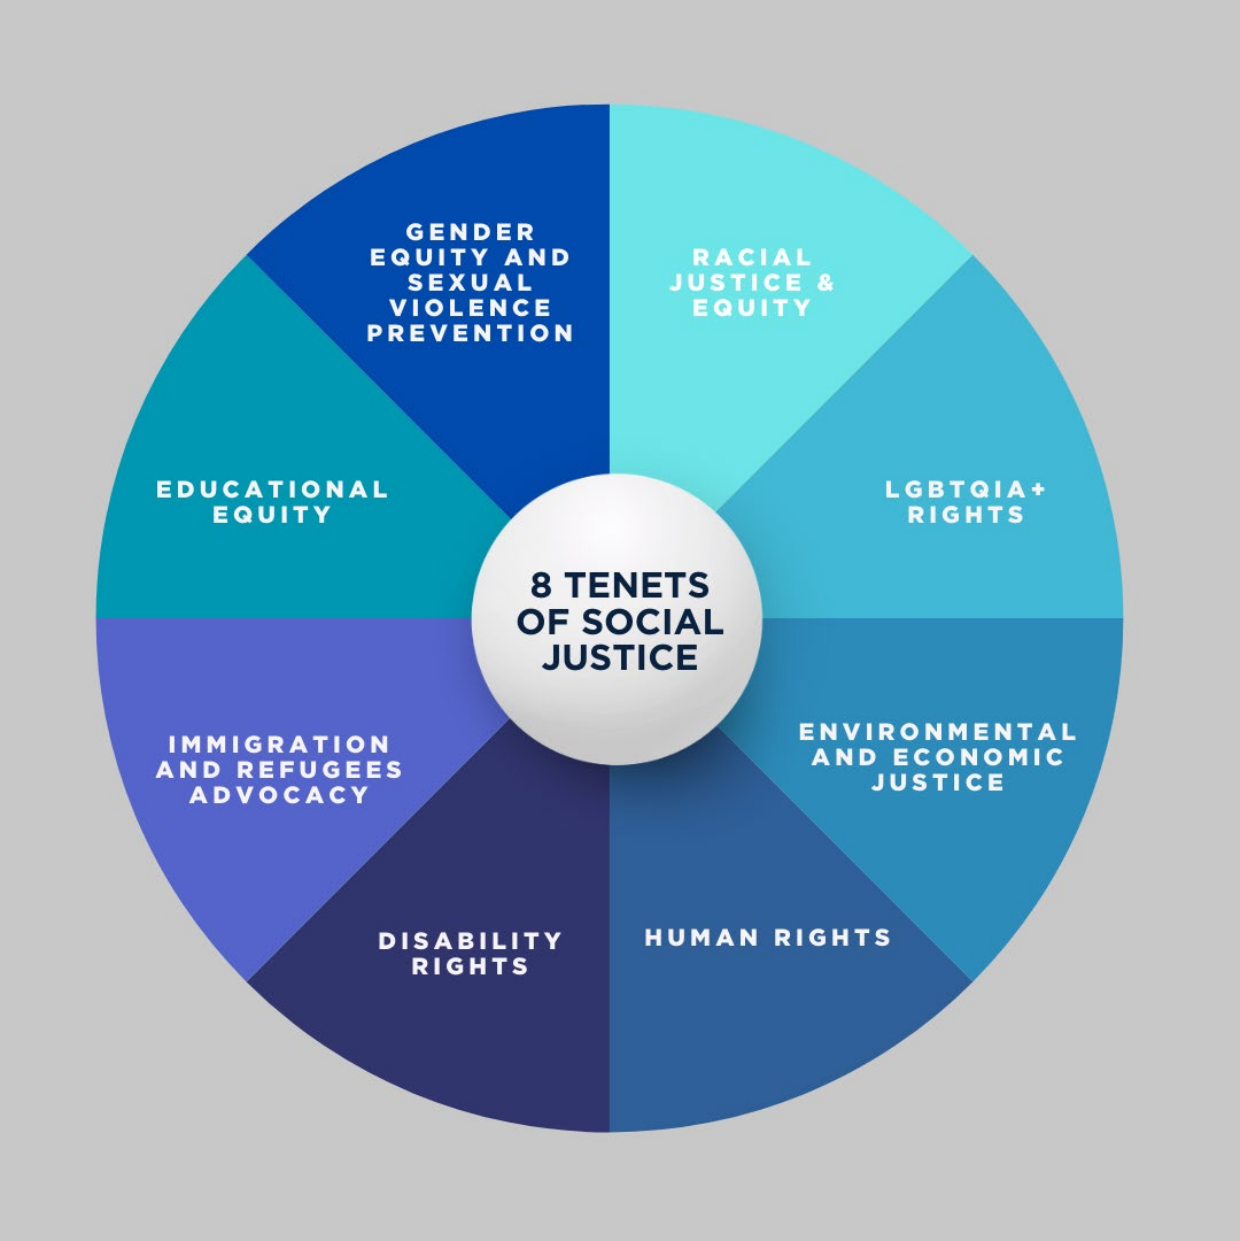 GENDER
EQUITY AND
SEXUAL
VIOLENCE
PREVENTION
RACIAL
JUSTICE &
EQUITY
LGBTQIA+
RIGHTS
ENVIRONMENTAL
AND ECONOMIC
JUSTICE
HUMAN RIGHTS
DISABILITY
RIGHTS
IMMIGRATION
AND REFUGEES
ADVOCACY
EDUCATIONAL
EQUITY
8 TENETS
OF SOCIAL
JUSTICE